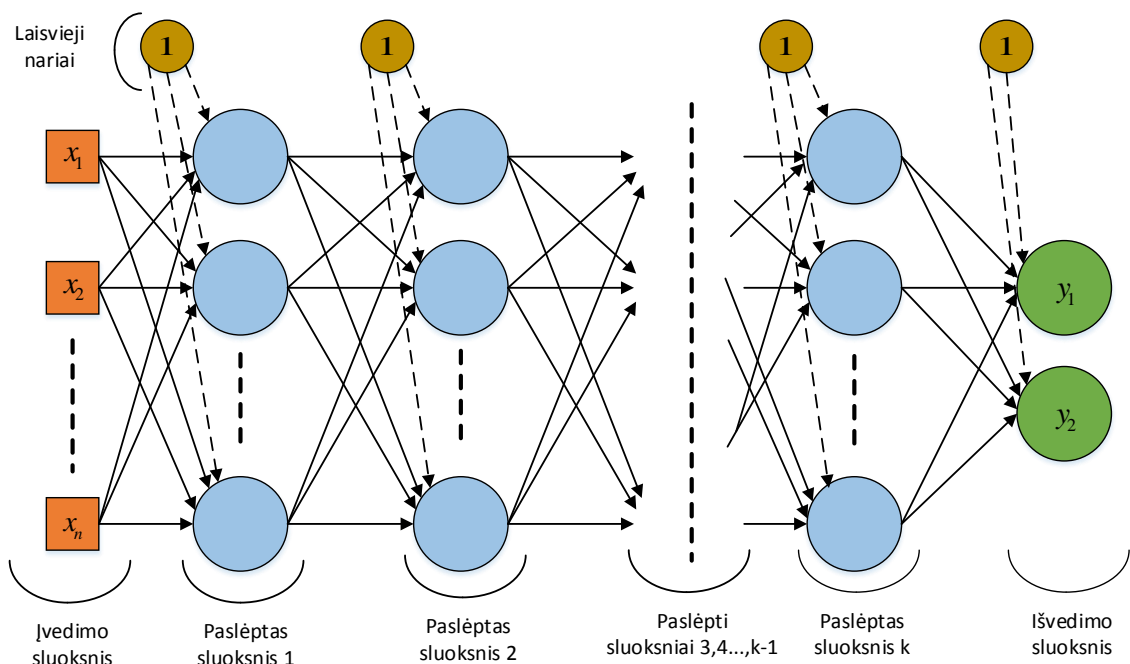 Laisvieji
nariai
1
1
1
1
x1
x2
xn
y1
y2
Įvedimo
sluoksnis
Paslėptas
sluoksnis 1
Paslėptas
sluoksnis 2
Paslėpti
sluoksniai 3,4...,k-1
Paslėptas
sluoksnis k
Išvedimo
sluoksnis